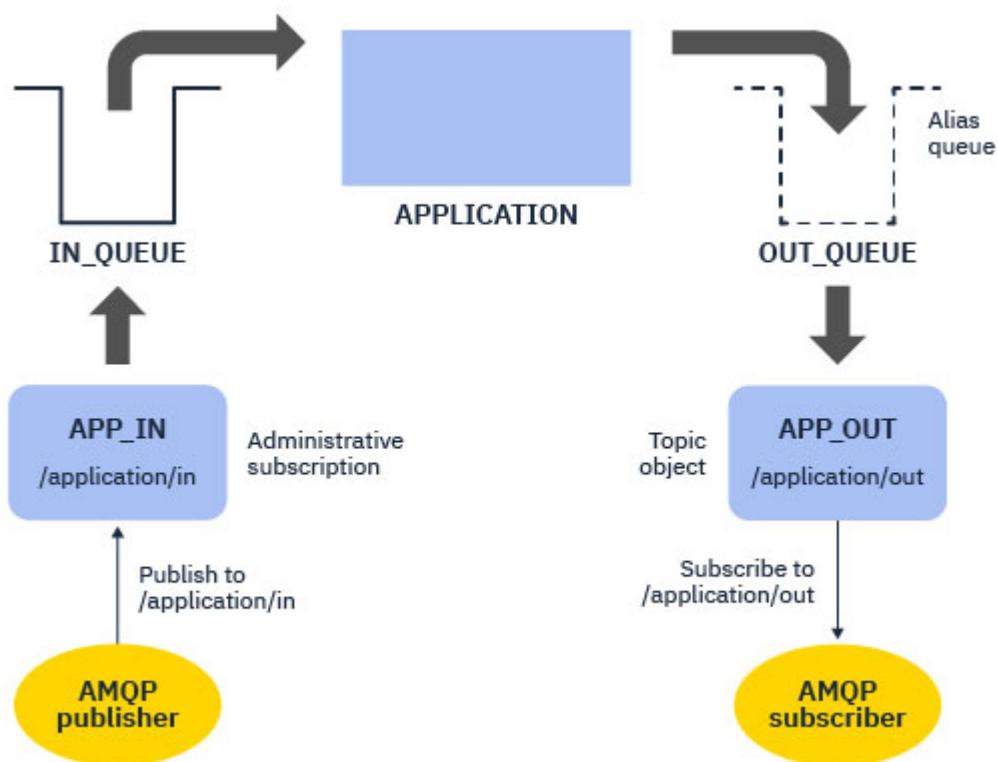 Alias
queue
APPLICATION
IN_QUEUE
OUT_QUEUE
APP_IN
/application/in
Administrative
subscription
Topic
object
APP_OUT
/application/out
Publish to
/application/in
Subscribe to
/application/out
AMQP
publisher
AMQP
subscriber